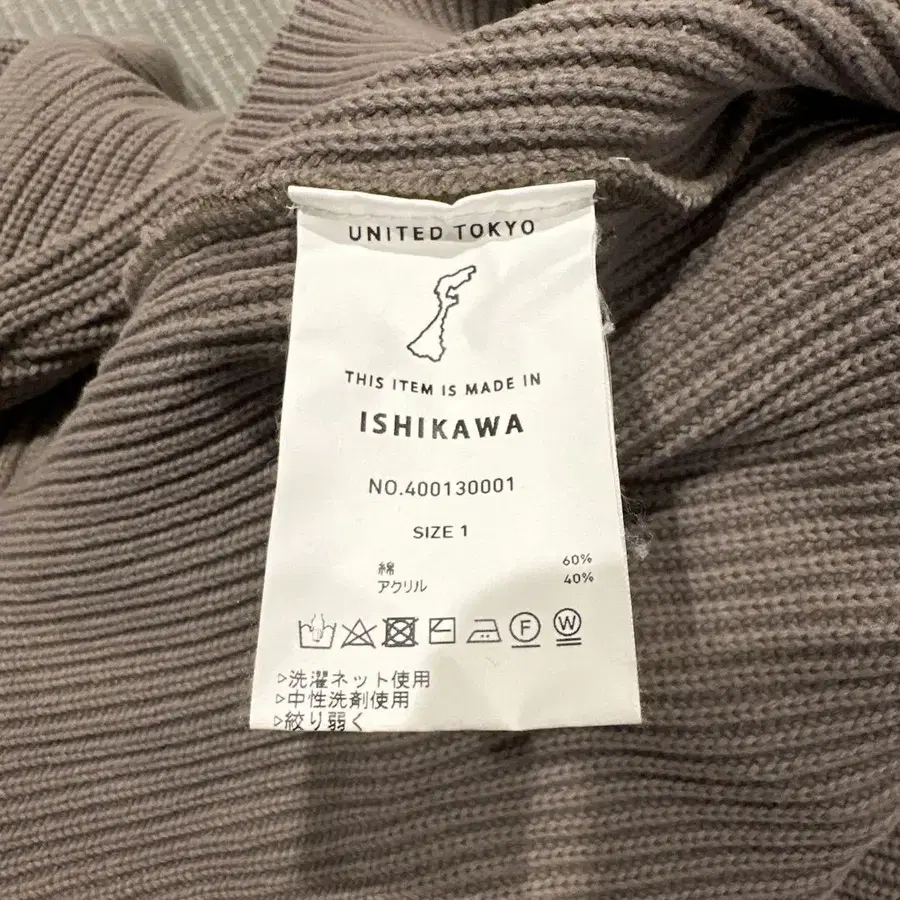 UNITED TOKYO
THIS ITEM IS MADE IN
ISHIKAWA
NO.400130001
SIZE 1
綿 60%
アクリル 40%
F W
▷洗濯ネット使用
▷中性洗剤使用
▷絞り弱く